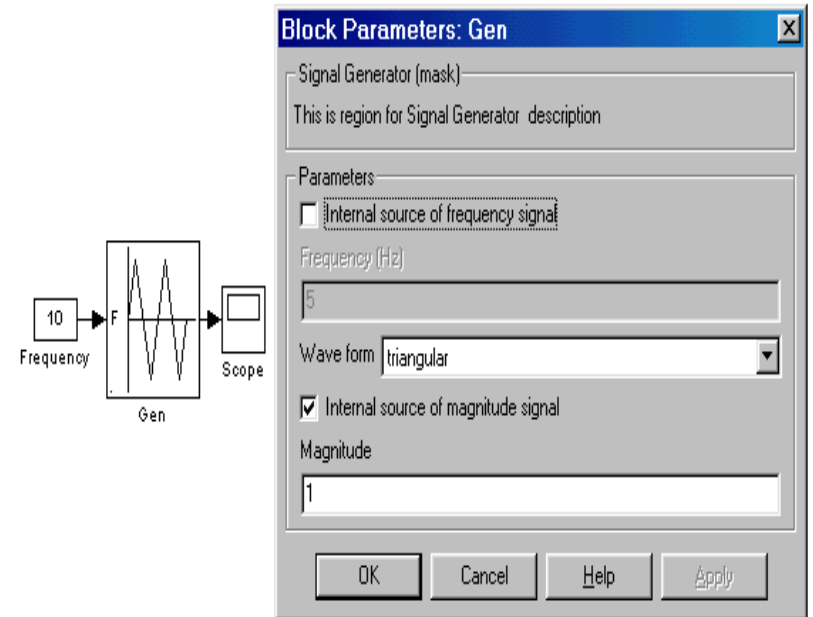 Block Parameters: Gen
Signal Generator (mask)
This is region for Signal Generator description
Parameters
Internal source of frequency signal
Frequency (Hz)
5
Wave form triangular
Internal source of magnitude signal
Magnitude
1
OK Cancel Help Apply
10
F
Frequency
Gen
Scope